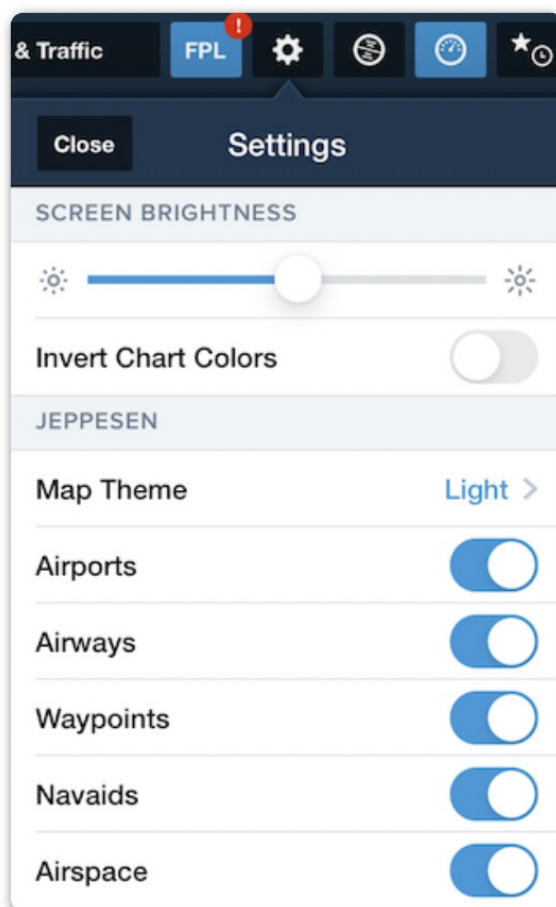 & Traffic FPL !
Close Settings
SCREEN BRIGHTNESS
Invert Chart Colors
JEPPESEN
Map Theme Light >
Airports
Airways
Waypoints
Navaids
Airspace